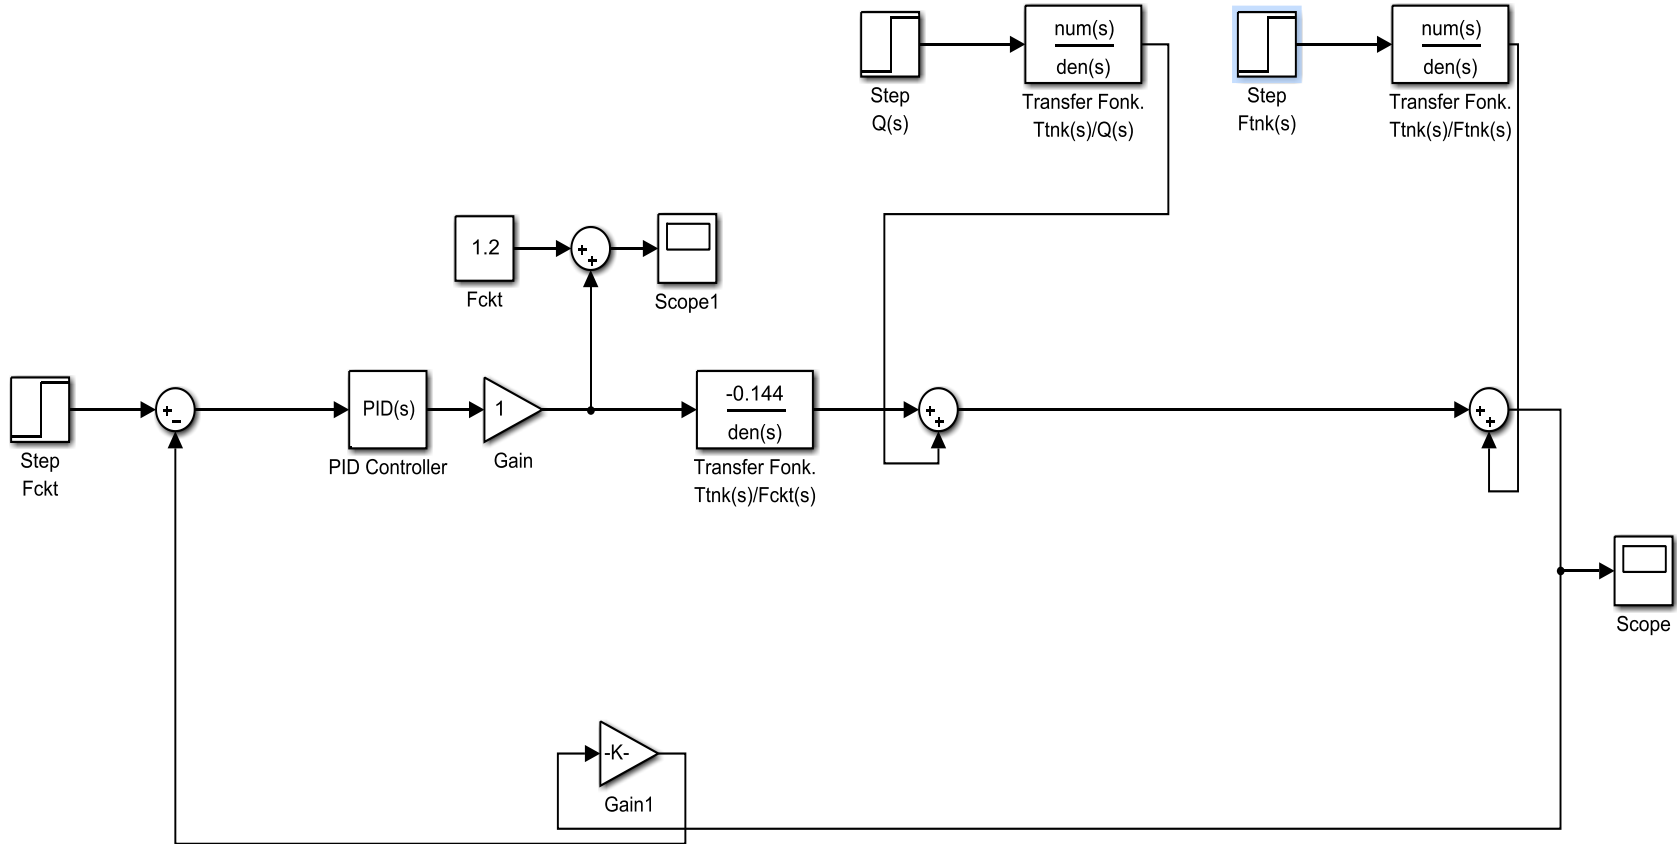 num(s)
den(s)
Step
Q(s)
Transfer Fonk.
Ttnk(s)/Q(s)
num(s)
den(s)
Step
Ftnk(s)
Transfer Fonk.
Ttnk(s)/Ftnk(s)
1.2
Fckt
+
+
Scope1
Step
Fckt
+
−
PID(s)
PID Controller
1
Gain
-0.144
den(s)
Transfer Fonk.
Ttnk(s)/Fckt(s)
+
+
+
+
Scope
-K-
Gain1